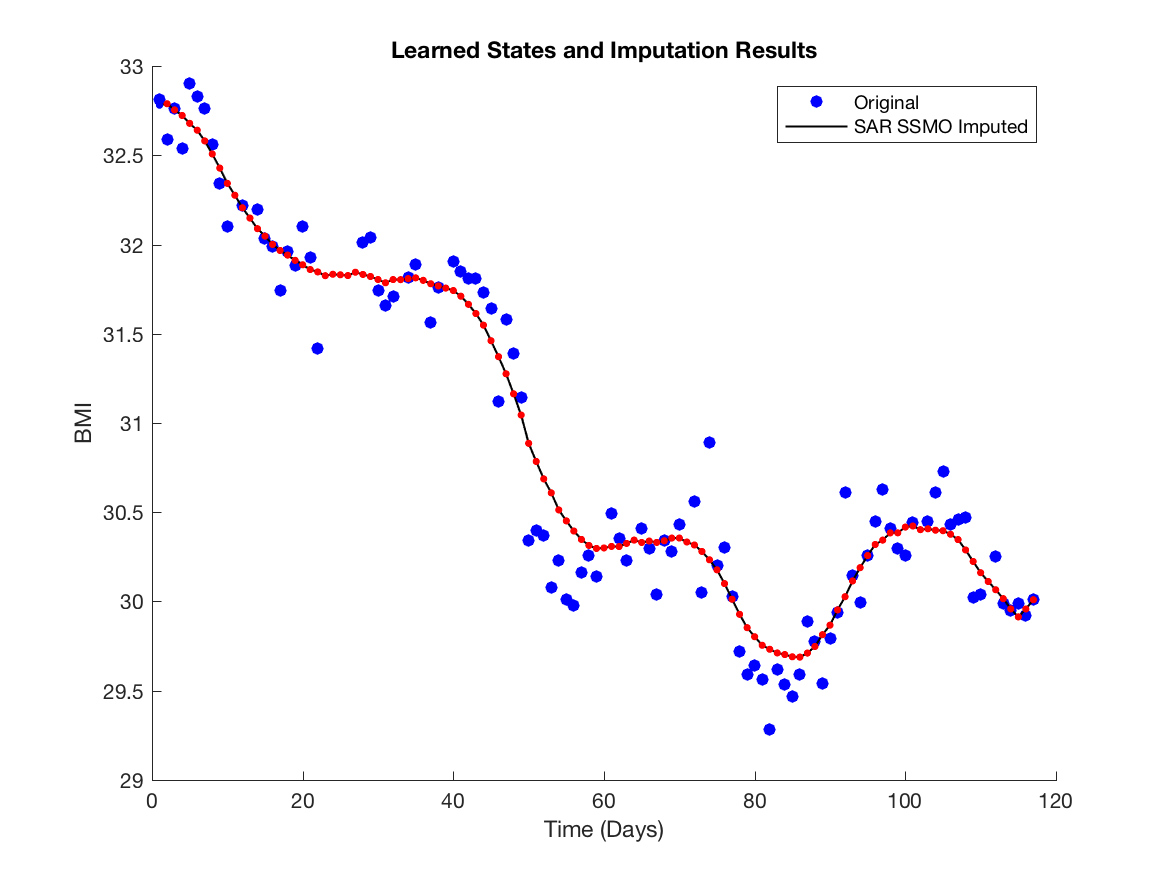 Learned States and Imputation Results
33
32.5
32
31.5
31
30.5
30
29.5
29
BMI
Original
SAR SSMO Imputed
0 20 40 60 80 100 120
Time (Days)